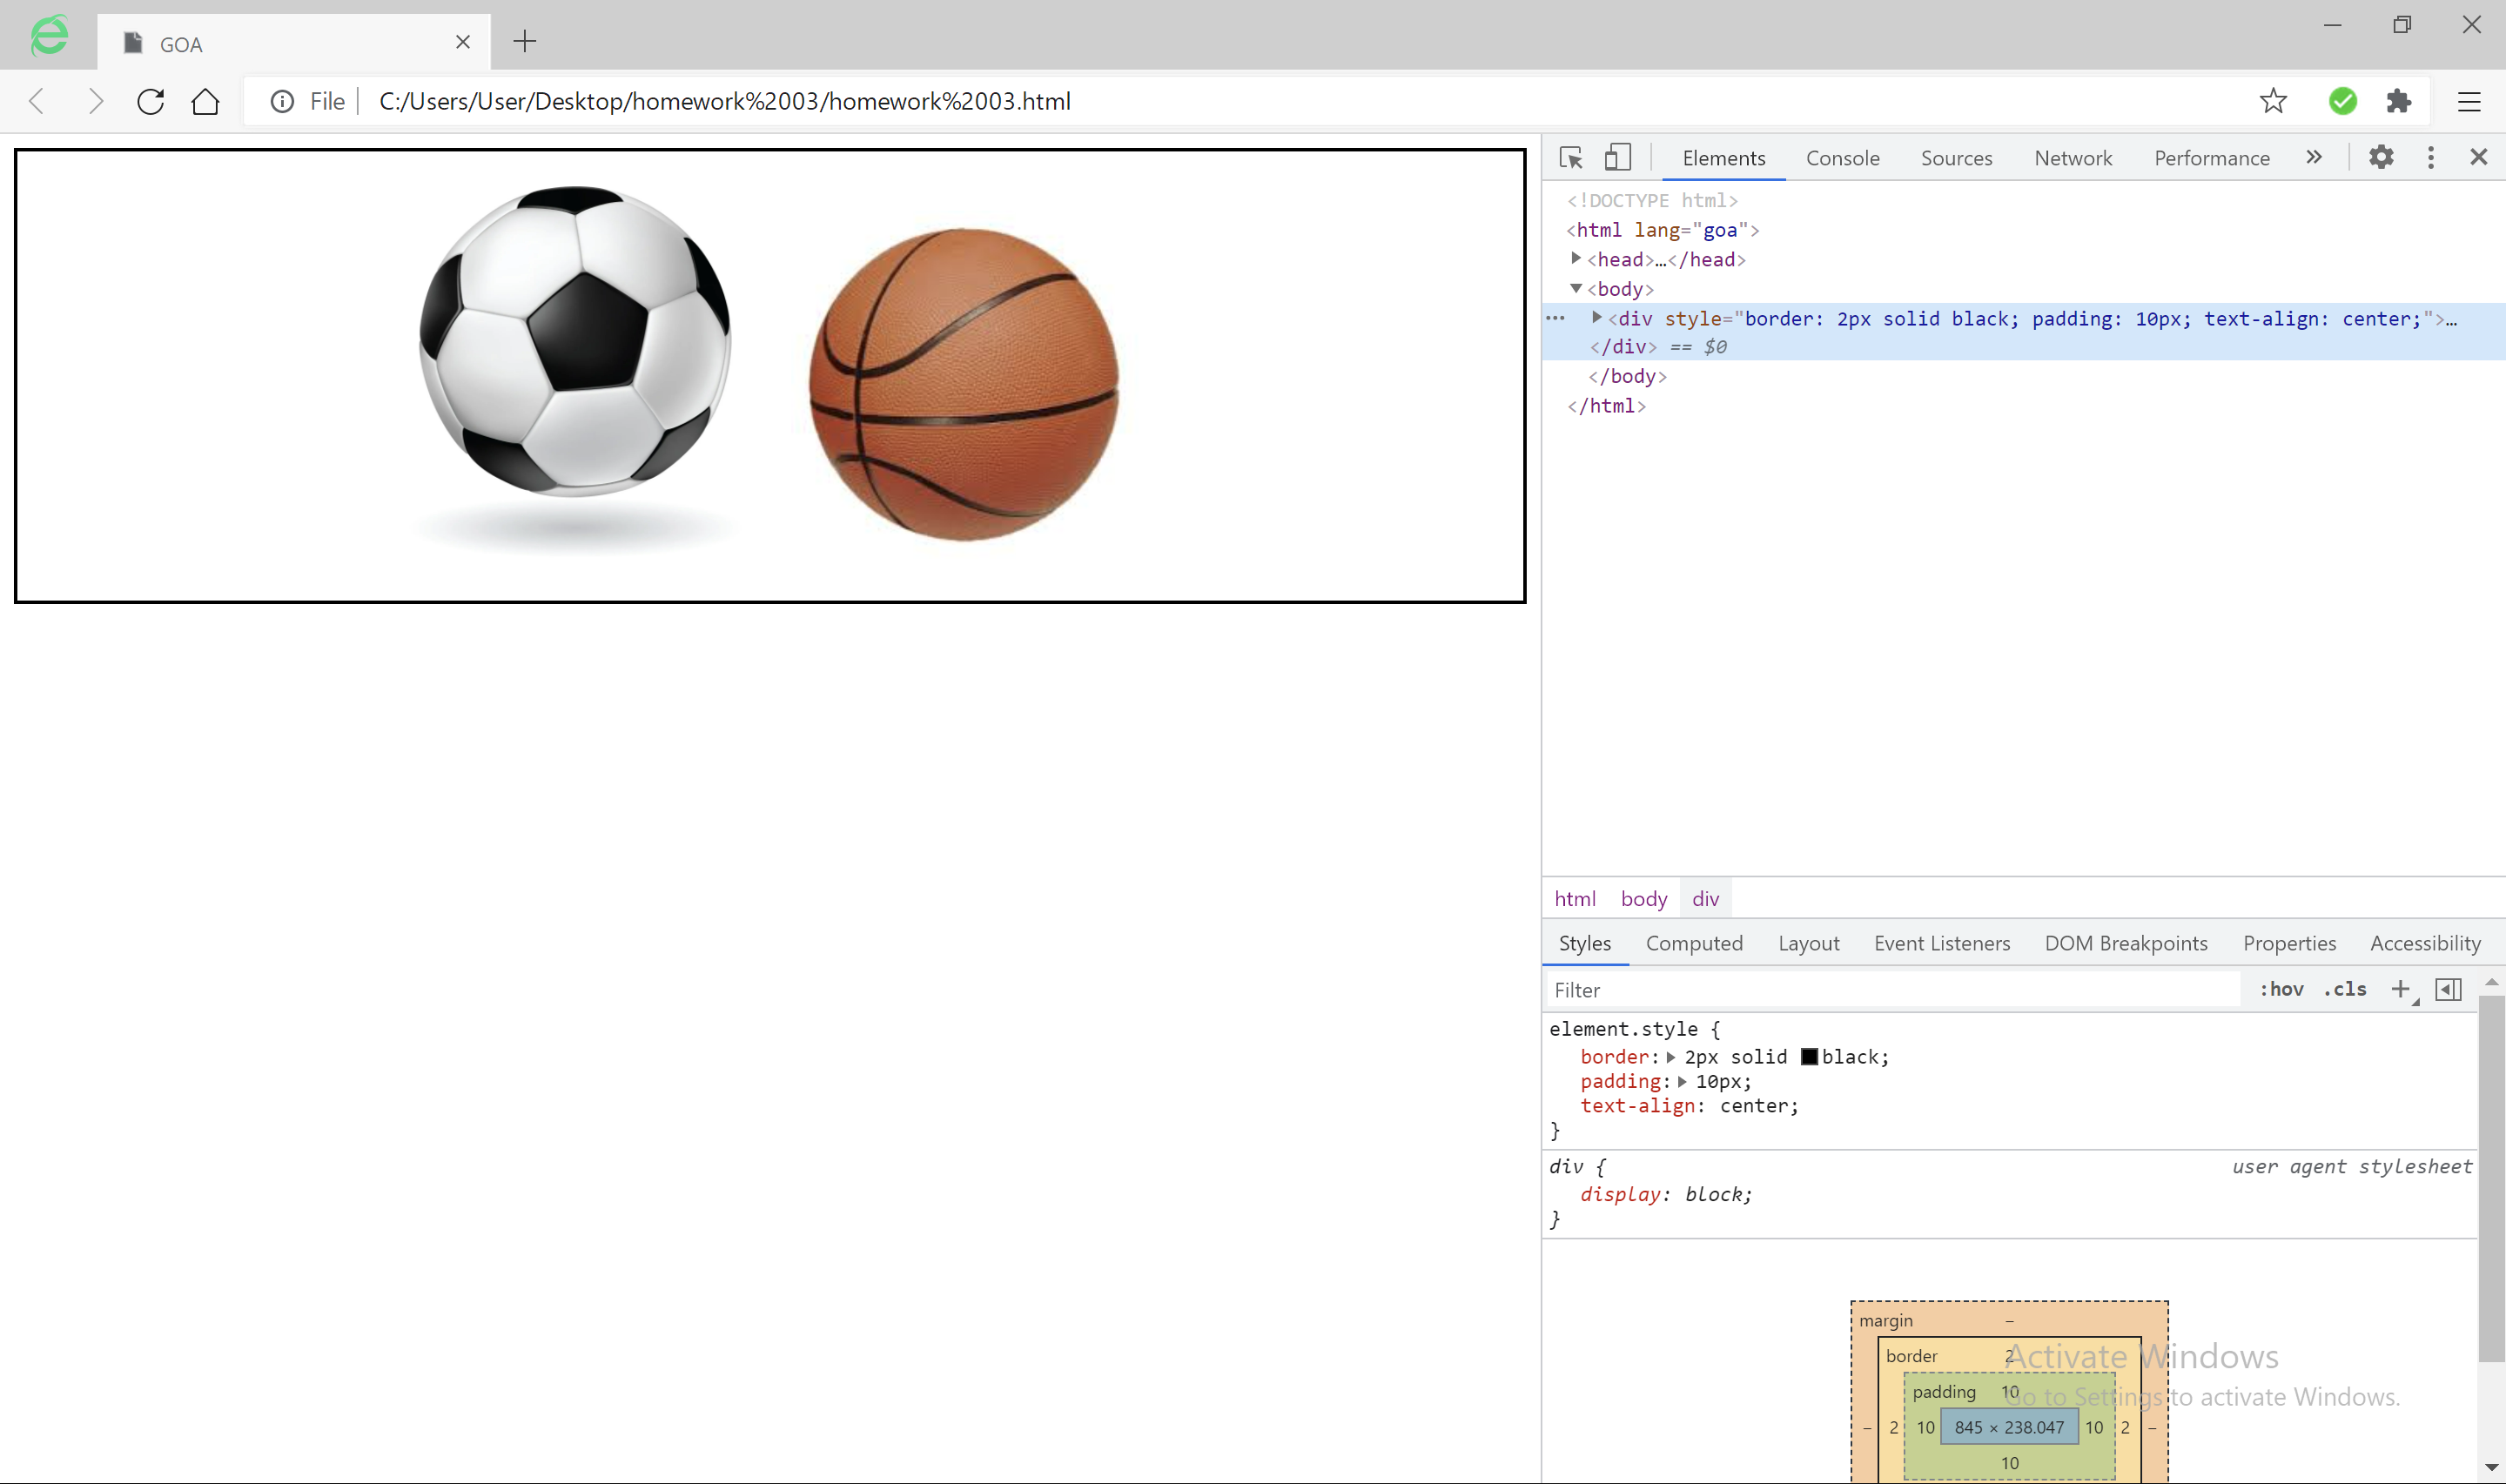 GOA
File C:/Users/User/Desktop/homework%2003/homework%2003.html
Elements Console Sources Network Performance »
<!DOCTYPE html>
<html lang="goa">
<head>…</head>
<body>
… <div style="border: 2px solid black; padding: 10px; text-align: center;">…
</div> == $0
</body>
</html>
html body div
Styles Computed Layout Event Listeners DOM Breakpoints Properties Accessibility
Filter :hov .cls +
element.style {
border: 2px solid black;
padding: 10px;
text-align: center;
}
div { user agent stylesheet
display: block;
}
margin –
border 2
Activate Windows
padding 10
Go to Settings to activate Windows.
– 2 10 845 × 238.047 10 2 –
10